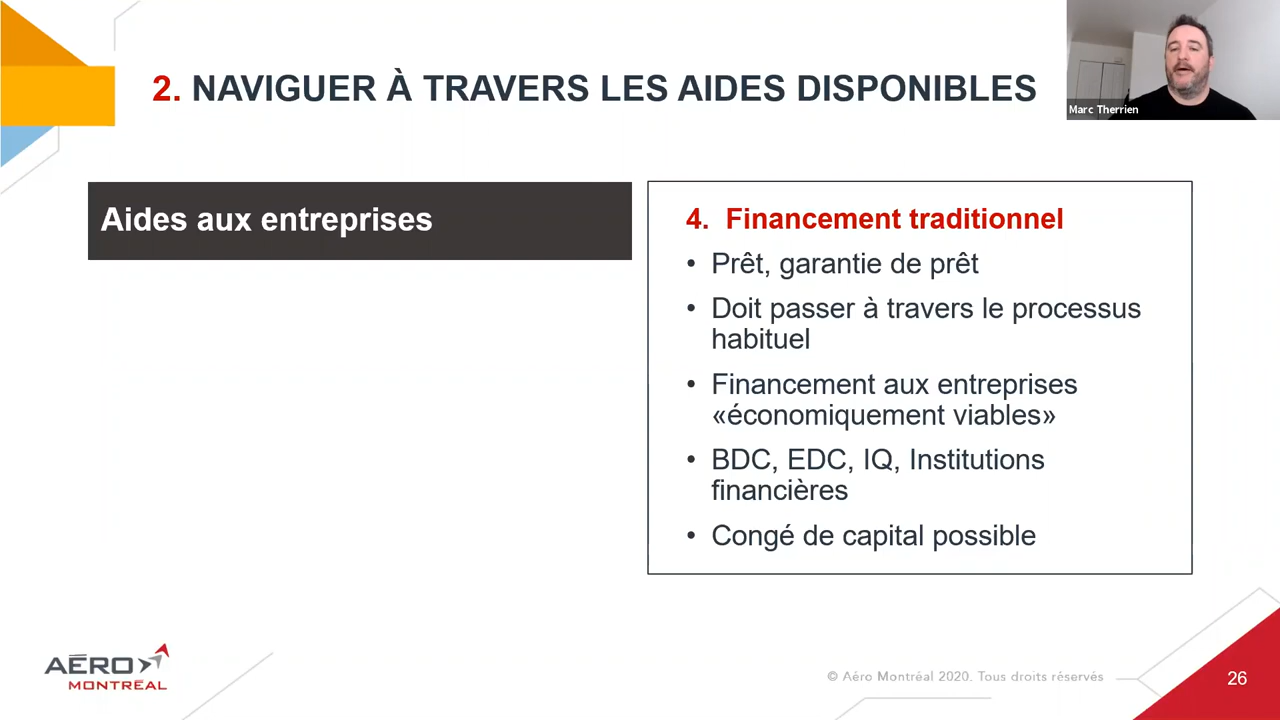 2. NAVIGUER À TRAVERS LES AIDES DISPONIBLES
Marc Therrien
Aides aux entreprises
4. Financement traditionnel
• Prêt, garantie de prêt
• Doit passer à travers le processus
habituel
• Financement aux entreprises
«économiquement viables»
• BDC, EDC, IQ, Institutions
financières
• Congé de capital possible
AÉRO
MONTRÉAL
© Aéro Montréal 2020. Tous droits réservés
26